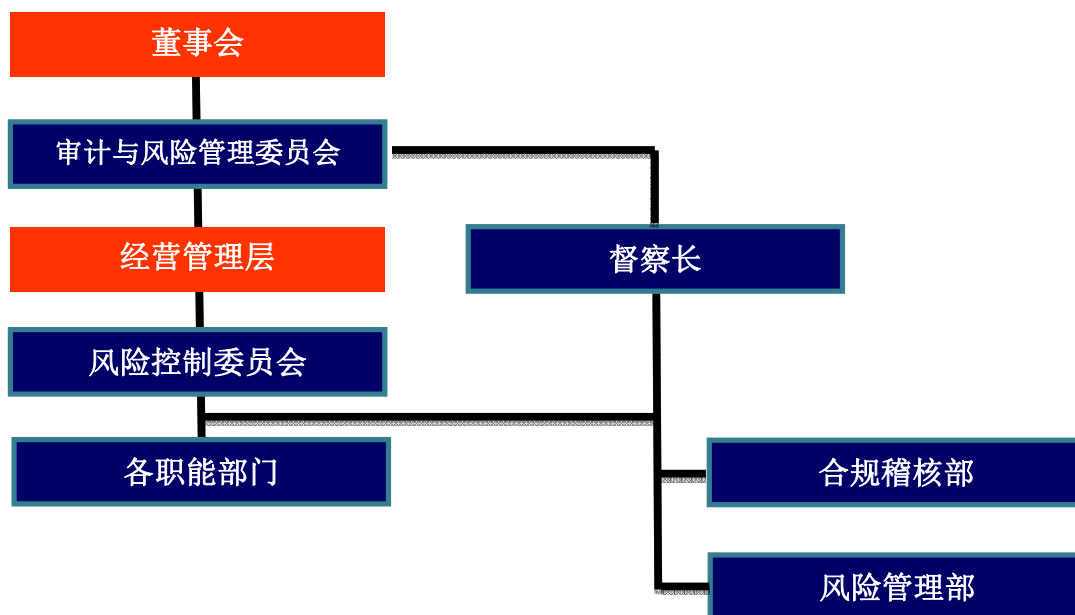 董事会
审计与风险管理委员会
经营管理层
督察长
风险控制委员会
各职能部门
合规稽核部
风险管理部